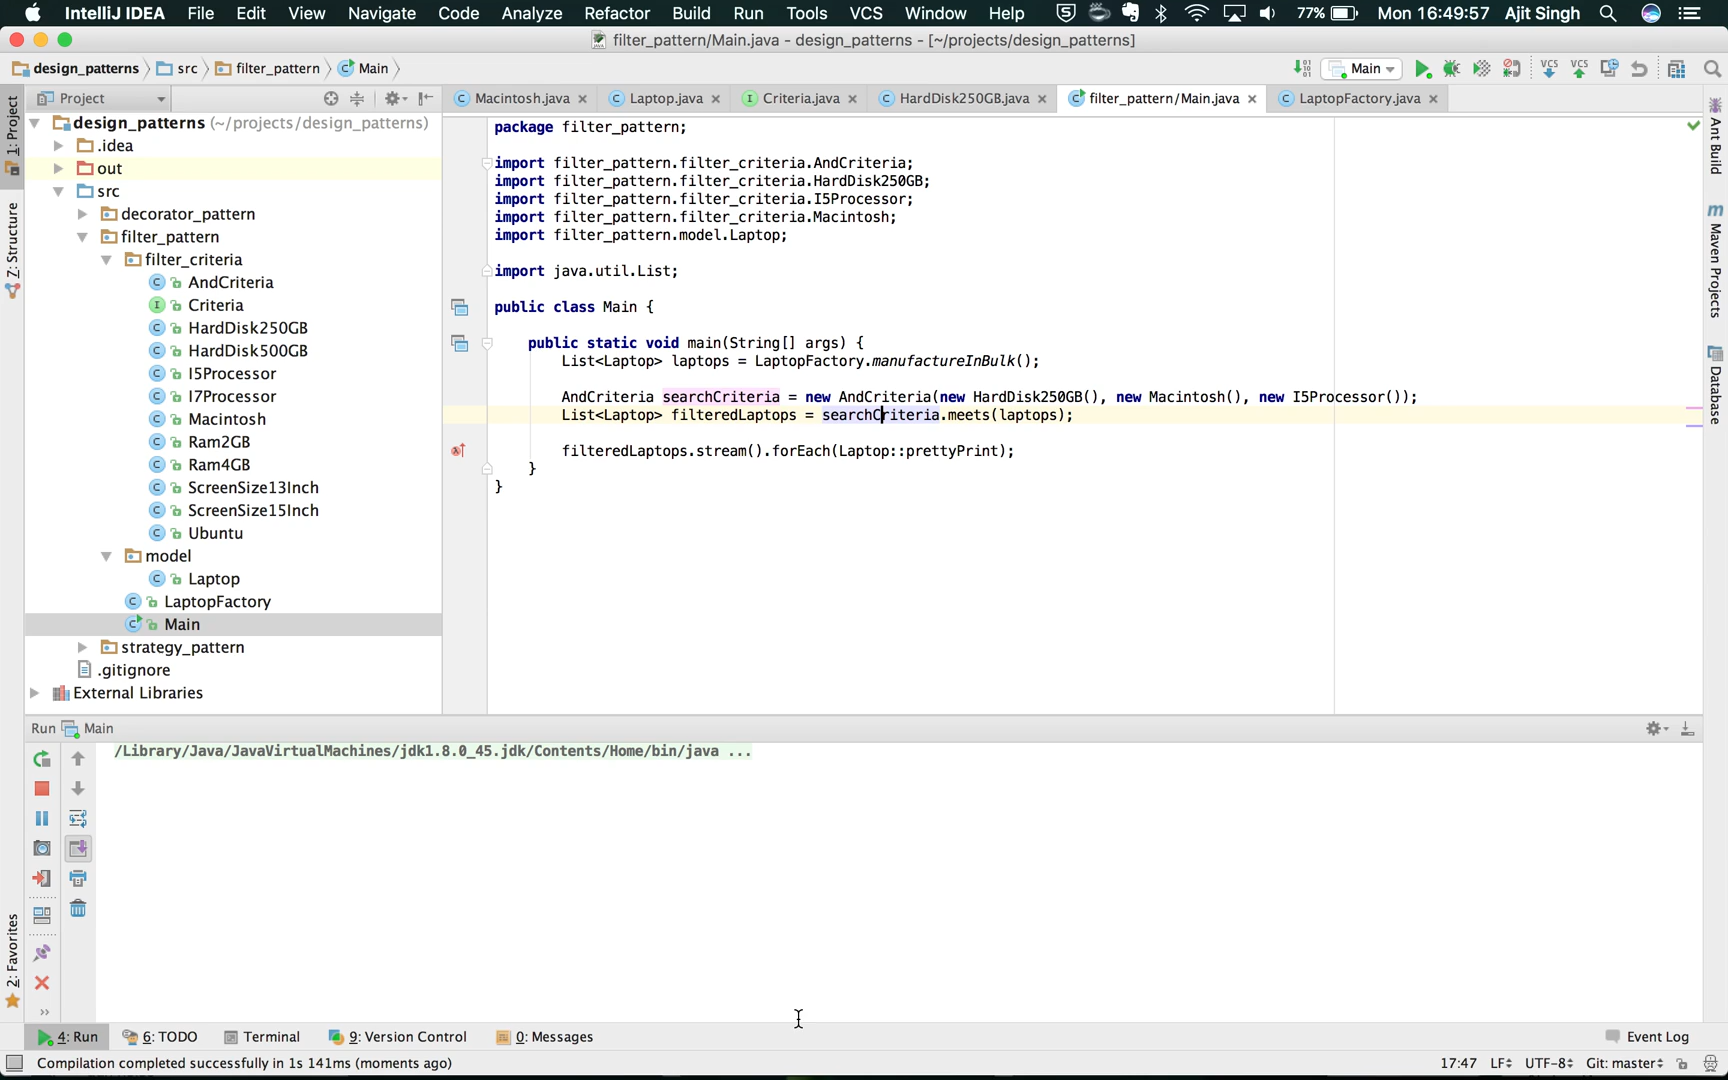 IntelliJ IDEA File Edit View Navigate Code Analyze Refactor Build Run Tools VCS Window Help 77% Mon 16:49:57 Ajit Singh
filter_pattern/Main.java - design_patterns - [~/projects/design_patterns]
design_patterns src filter_pattern Main Main VCS VCS
Project Macintosh.java Laptop.java Criteria.java HardDisk250GB.java filter_pattern/Main.java LaptopFactory.java
1: Project
Z: Structure
2: Favorites
design_patterns (~/projects/design_patterns)
.idea
out
src
decorator_pattern
filter_pattern
filter_criteria
AndCriteria
Criteria
HardDisk250GB
HardDisk500GB
I5Processor
I7Processor
Macintosh
Ram2GB
Ram4GB
ScreenSize13Inch
ScreenSize15Inch
Ubuntu
model
Laptop
LaptopFactory
Main
strategy_pattern
.gitignore
External Libraries
package filter_pattern;
import filter_pattern.filter_criteria.AndCriteria;
import filter_pattern.filter_criteria.HardDisk250GB;
import filter_pattern.filter_criteria.I5Processor;
import filter_pattern.filter_criteria.Macintosh;
import filter_pattern.model.Laptop;
import java.util.List;
public class Main {
public static void main(String[] args) {
List<Laptop> laptops = LaptopFactory.manufactureInBulk();
AndCriteria searchCriteria = new AndCriteria(new HardDisk250GB(), new Macintosh(), new I5Processor());
List<Laptop> filteredLaptops = searchCriteria.meets(laptops);
filteredLaptops.stream().forEach(Laptop::prettyPrint);
}
}
Ant Build
Maven Projects
Database
Run Main
/Library/Java/JavaVirtualMachines/jdk1.8.0_45.jdk/Contents/Home/bin/java ...
4: Run 6: TODO Terminal 9: Version Control 0: Messages Event Log
Compilation completed successfully in 1s 141ms (moments ago) 17:47 LF UTF-8 Git: master